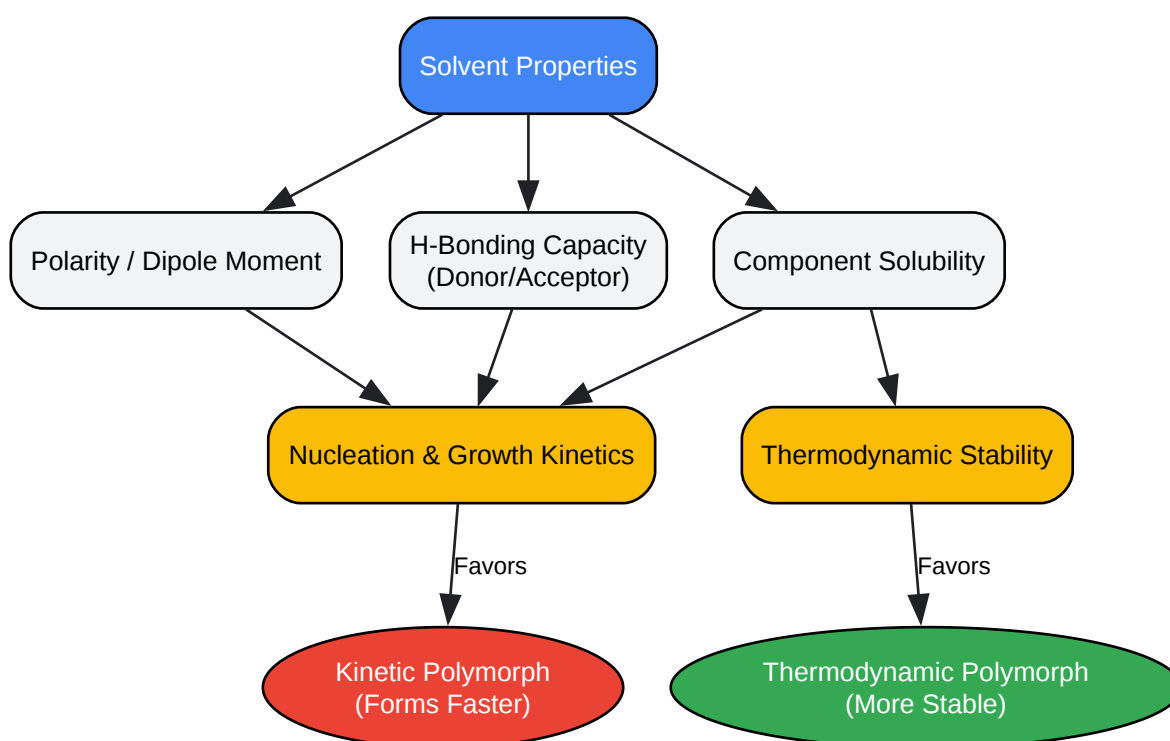 Solvent Properties
Polarity / Dipole Moment
H-Bonding Capacity
(Donor/Acceptor)
Component Solubility
Nucleation & Growth Kinetics
Thermodynamic Stability
Favors
Favors
Kinetic Polymorph
(Forms Faster)
Thermodynamic Polymorph
(More Stable)